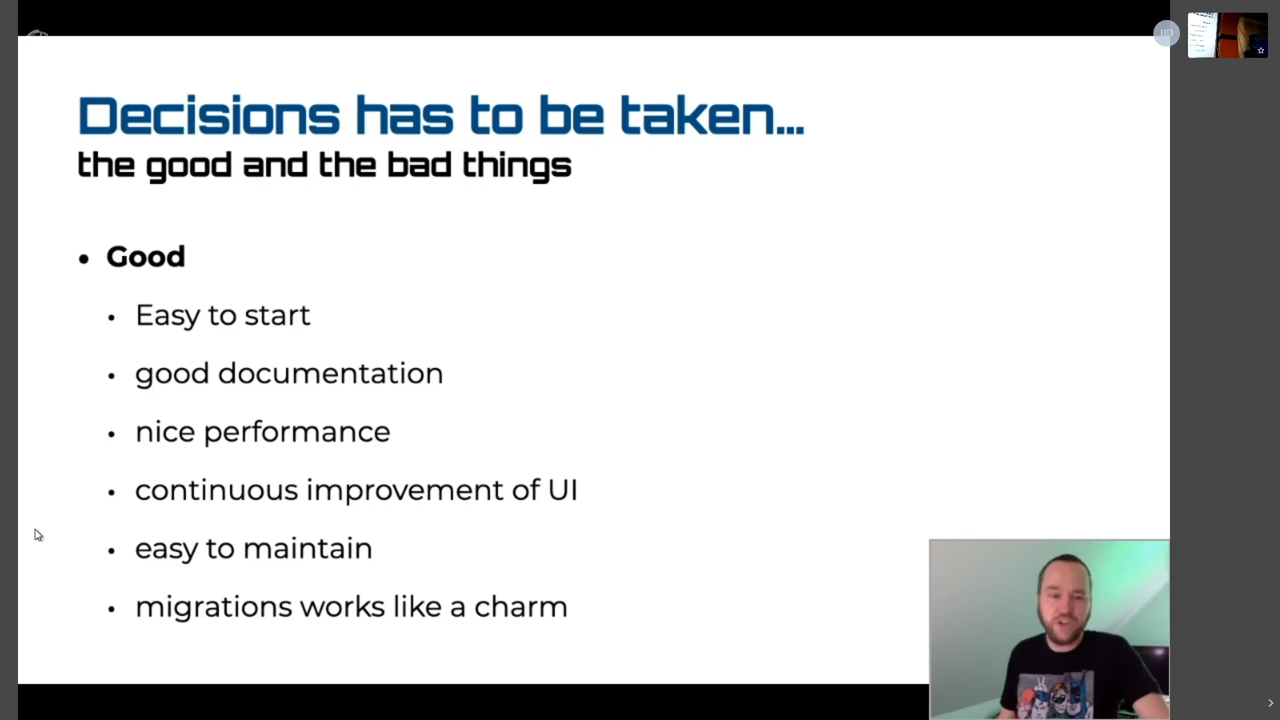 Decisions has to be taken...
the good and the bad things
• Good
• Easy to start
• good documentation
• nice performance
• continuous improvement of UI
• easy to maintain
• migrations works like a charm
HD